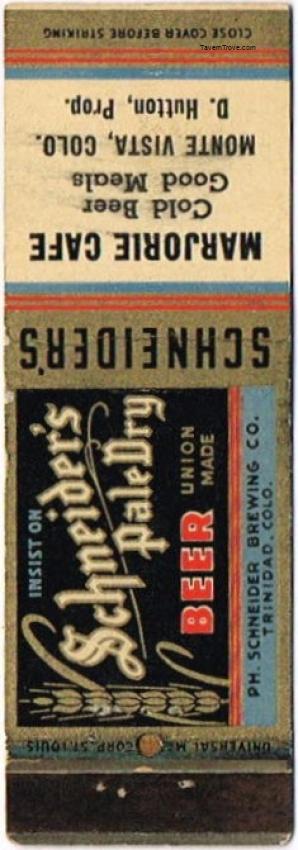 CLOSE COVER BEFORE STRIKING
TavernTrove.com
MARJORIE CAFE
Cold Beer
Good Meals
MONTE VISTA, COLO.
D. Hutton, Prop.
SCHNEIDER'S
INSIST ON
Schneider's
Pale Dry
BEER
UNION
MADE
PH. SCHNEIDER BREWING CO.
TRINIDAD, COLO.
UNIVERSAL CORP. ST. LOUIS